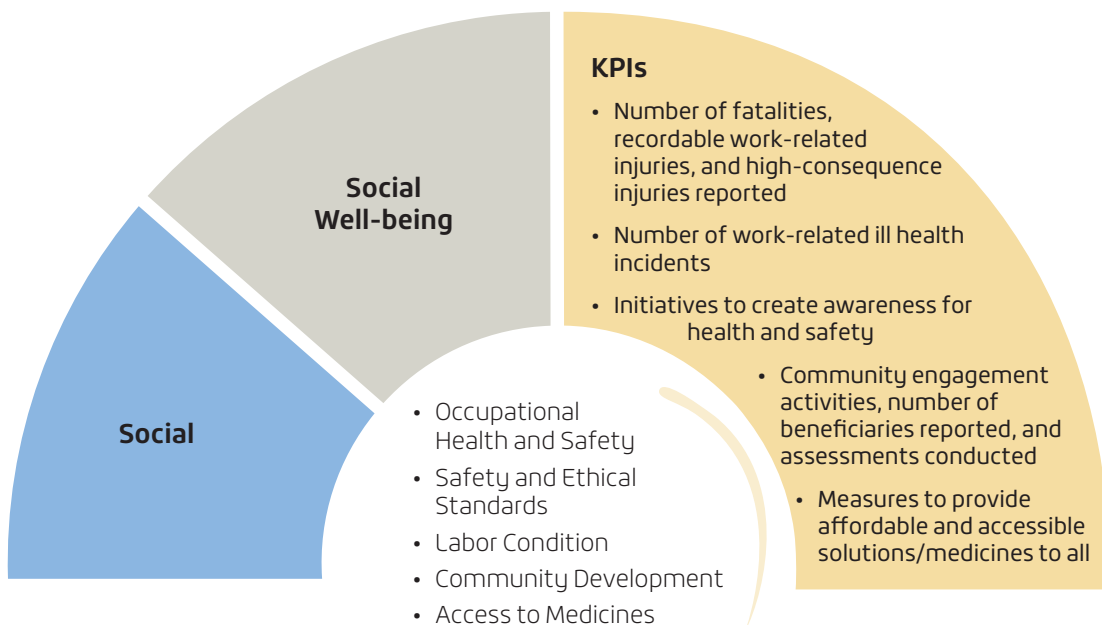 Social
Social
Well-being
KPIs
• Number of fatalities,
recordable work-related
injuries, and high-consequence
injuries reported
• Number of work-related ill health
incidents
• Initiatives to create awareness for
health and safety
• Community engagement
activities, number of
beneficiaries reported, and
assessments conducted
• Measures to provide
affordable and accessible
solutions/medicines to all
• Occupational
Health and Safety
• Safety and Ethical
Standards
• Labor Condition
• Community Development
• Access to Medicines